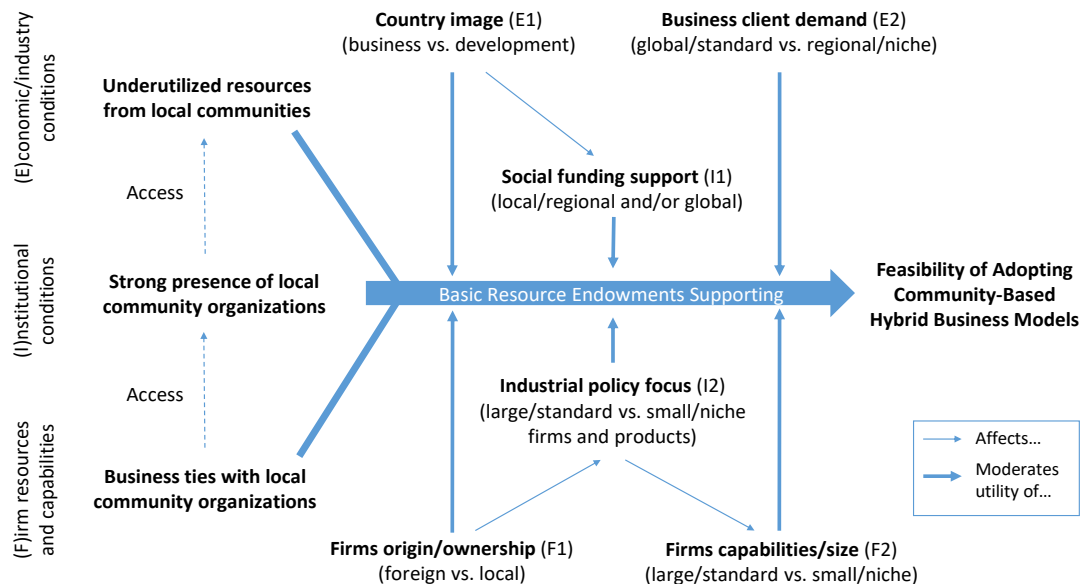 (E)conomic/industry
conditions
(I)nstitutional
conditions
(F)irm resources
and capabilities
Country image (E1)
(business vs. development)
Business client demand (E2)
(global/standard vs. regional/niche)
Underutilized resources
from local communities
Access
Social funding support (I1)
(local/regional and/or global)
Strong presence of local
community organizations
Basic Resource Endowments Supporting
Feasibility of Adopting
Community-Based
Hybrid Business Models
Access
Industrial policy focus (I2)
(large/standard vs. small/niche
firms and products)
Business ties with local
community organizations
Firms origin/ownership (F1)
(foreign vs. local)
Firms capabilities/size (F2)
(large/standard vs. small/niche)
Affects...
Moderates
utility of...